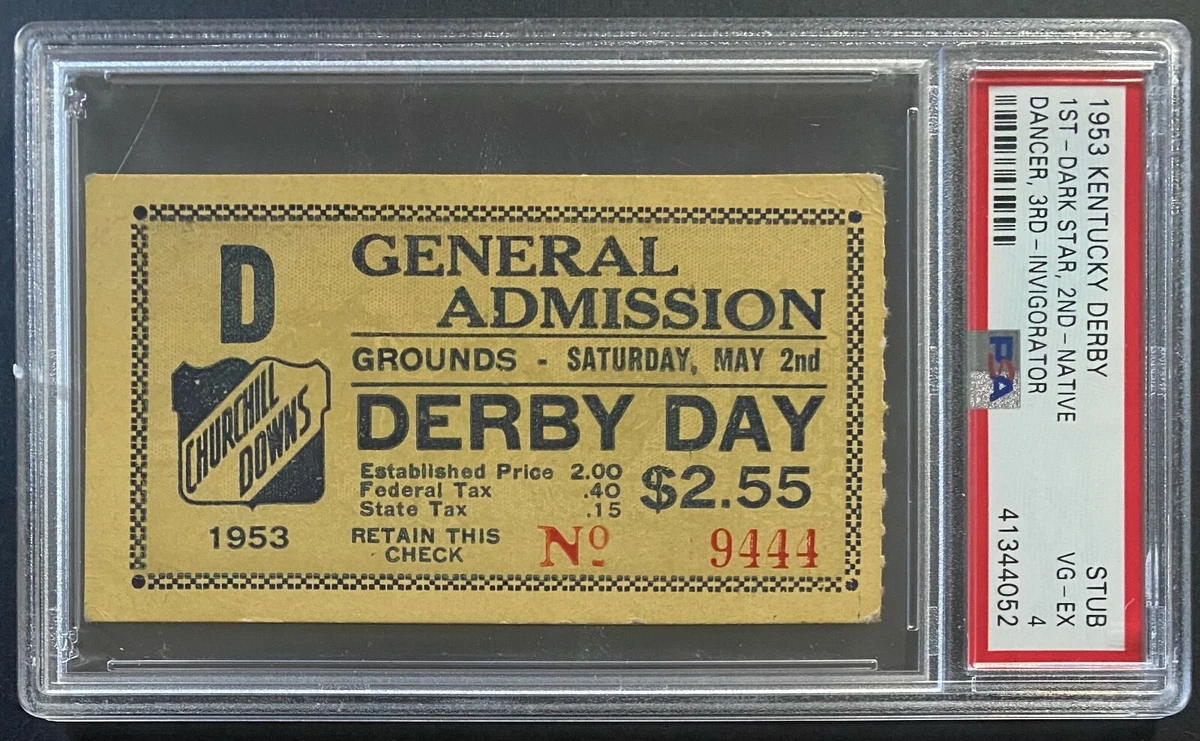 D
GENERAL
ADMISSION
GROUNDS - SATURDAY, MAY 2nd
DERBY DAY
Established Price 2.00
Federal Tax .40
State Tax .15
$2.55
CHURCHILL
DOWNS
1953
RETAIN THIS
CHECK
No 9444
1953 KENTUCKY DERBY STUB
1ST-DARK STAR, 2ND-NATIVE VG-EX
DANCER, 3RD-INVIGORATOR 4
41344052
PSA